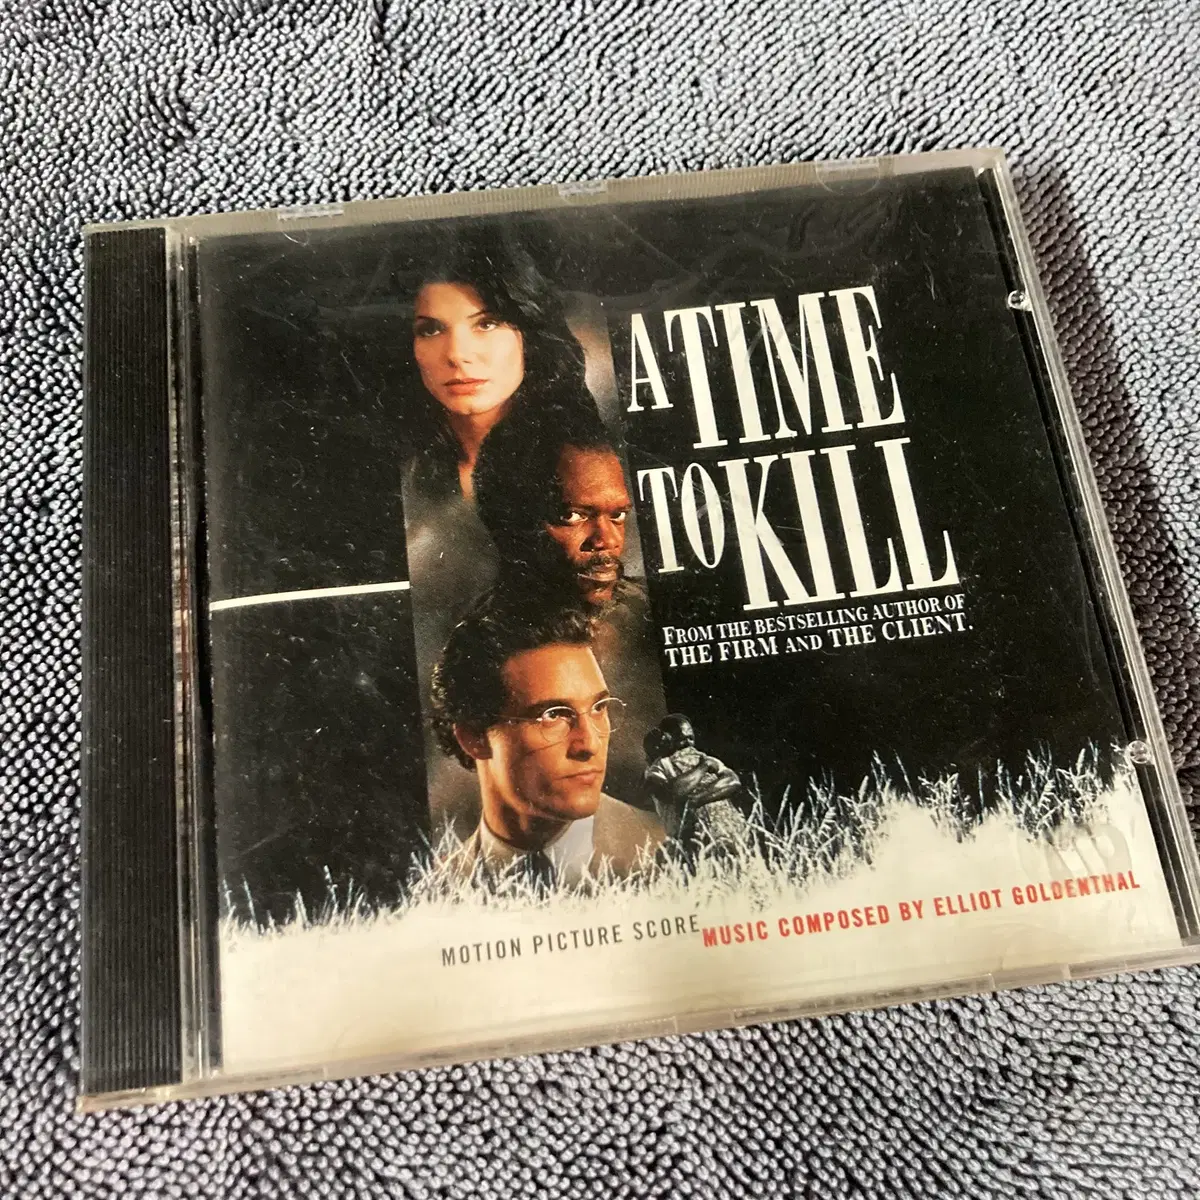 A TIME
TO KILL
FROM THE BESTSELLING AUTHOR OF
THE FIRM AND THE CLIENT.
MOTION PICTURE SCORE MUSIC COMPOSED BY ELLIOT GOLDENTHAL